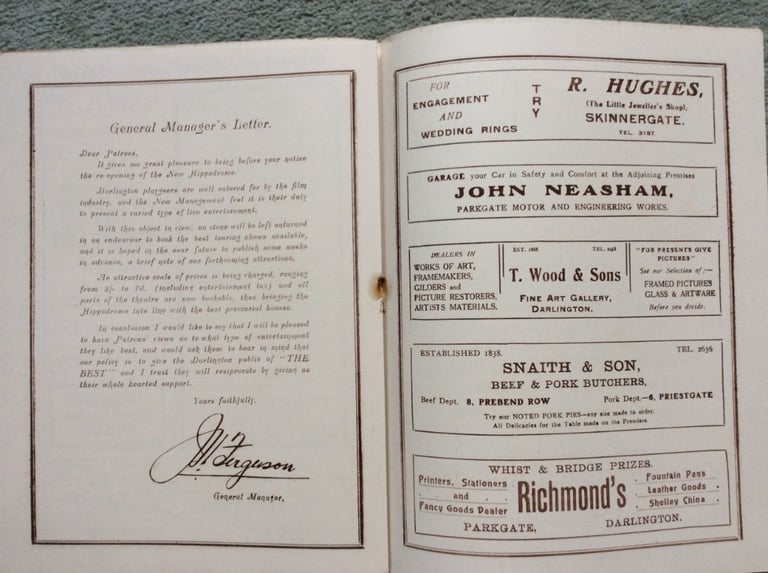 General Manager's Letter.
Dear Patrons,
It gives me great pleasure to bring before your notice
the re-opening of the New Hippodrome.
Darlington playgoers are well catered for by the film
industry, and the New Management feel it is their duty
to present a varied type of live entertainment.
With this object in view, no stone will be left unturned
in an endeavour to book the best touring shows available,
and it is hoped in the near future to publish some weeks
in advance, a brief note of our forthcoming attractions.
An attractive scale of prices is being charged, ranging
from 2/- to 7d. (including entertainment tax) and all
parts of the theatre are now bookable, thus bringing the
Hippodrome into line with the best provincial houses.
In conclusion I would like to say that I will be pleased
to have Patrons' views as to what type of entertainment
they like best, and would ask them to bear in mind that
our policy is to give the Darlington public of "THE
BEST" and I trust they will reciprocate by giving us
their whole hearted support.
Yours faithfully,
Ferguson
General Manager.
FOR
ENGAGEMENT
AND
WEDDING RINGS
TRY
R. HUGHES,
(The Little Jeweller's Shop),
SKINNERGATE.
TEL. 3187
GARAGE your Car in Safety and Comfort at the Adjoining Premises
JOHN NEASHAM,
PARKGATE MOTOR AND ENGINEERING WORKS.
DEALERS IN
WORKS OF ART,
FRAMEMAKERS,
GILDERS and
PICTURE RESTORERS,
ARTISTS MATERIALS.
EST. 1868 TEL.
T. Wood & Sons
FINE ART GALLERY,
DARLINGTON.
"FOR PRESENTS GIVE
PICTURES"
See our Selection of:—
FRAMED PICTURES
GLASS & ARTWARE
Before you decide.
ESTABLISHED 1838. TEL. 2636
SNAITH & SON,
BEEF & PORK BUTCHERS,
Beef Dept. 8, PREBEND ROW Pork Dept.—6, PRIESTGATE
Try our NOTED PORK PIES—any size made to order.
All Delicacies for the Table made on the Premises
WHIST & BRIDGE PRIZES.
Printers, Stationers
and
Fancy Goods Dealer
Richmond's
Fountain Pens
Leather Goods
Shelley China
PARKGATE, DARLINGTON.